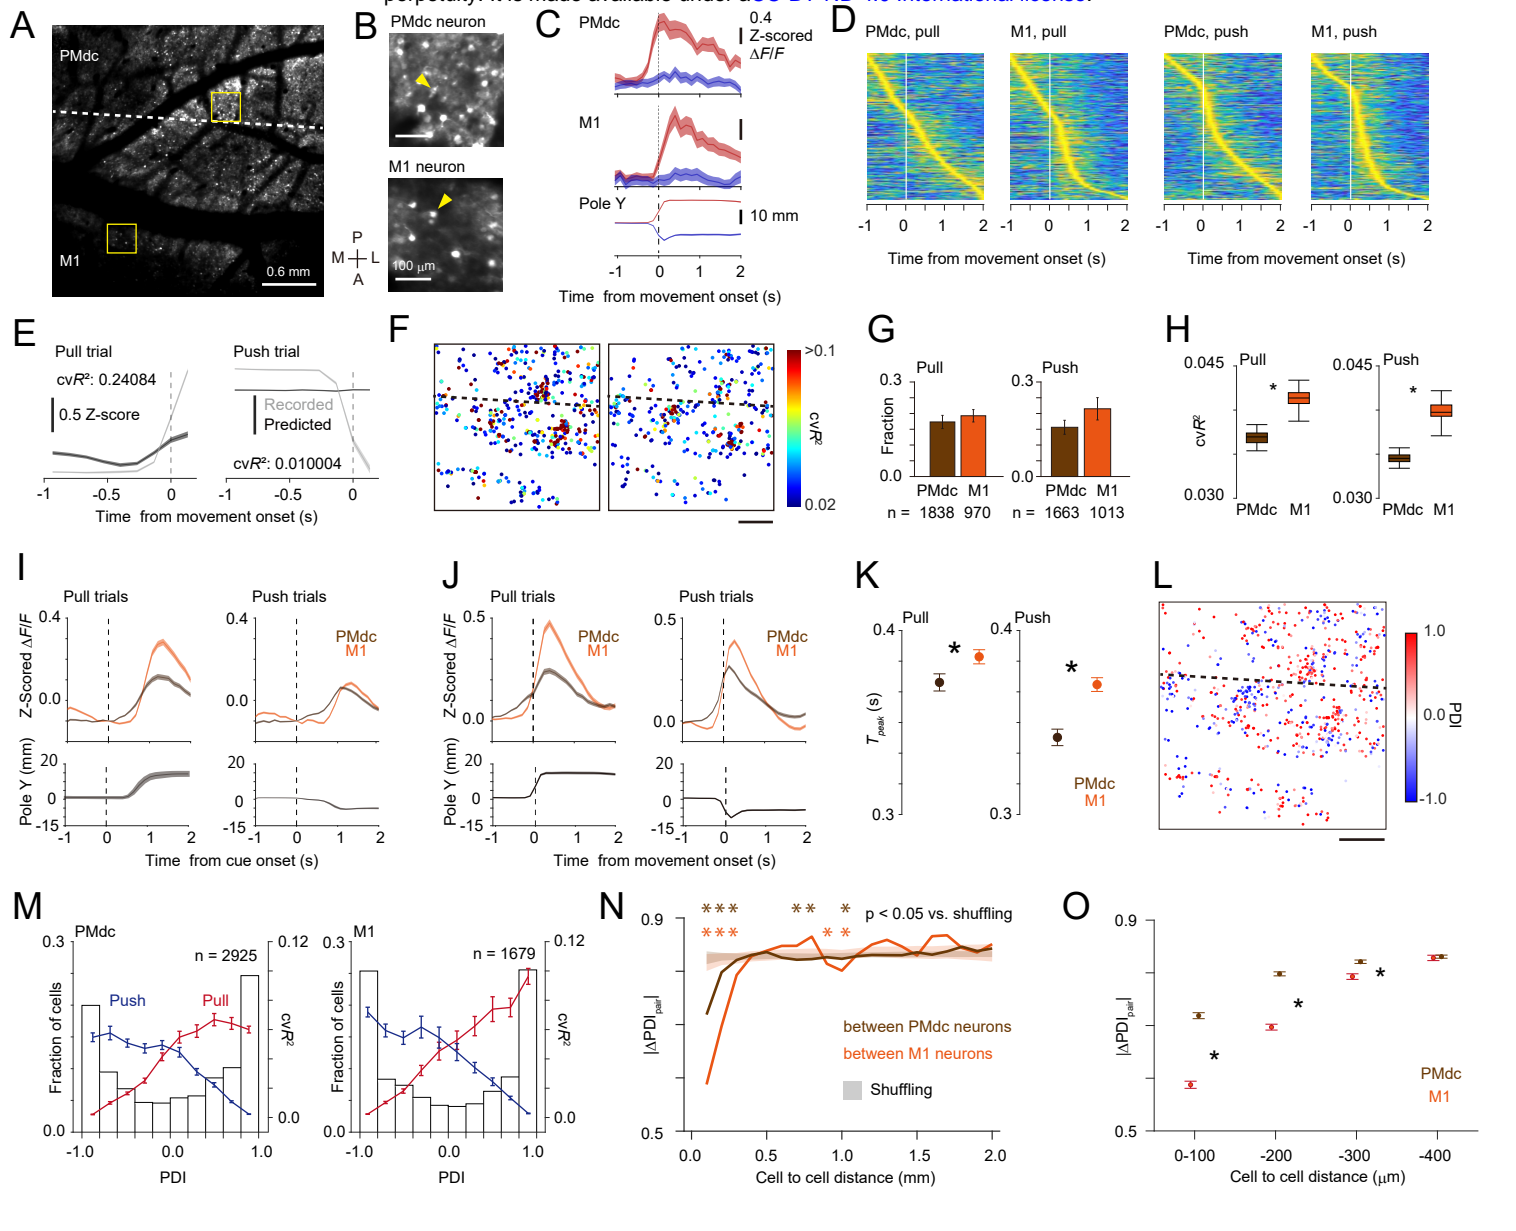 perpetuity. It is made available under a CC-BY-ND 4.0 International license.
A
PMdc
M1
0.6 mm
P
M L
A
B
PMdc neuron
M1 neuron
100 μm
C
PMdc
0.4
Z-scored
ΔF/F
M1
Pole Y
10 mm
-1 0 1 2
Time from movement onset (s)
D
PMdc, pull
M1, pull
PMdc, push
M1, push
-1 0 1 2
-1 0 1 2
-1 0 1 2
-1 0 1 2
Time from movement onset (s)
Time from movement onset (s)
E
Pull trial
cvR²: 0.24084
0.5 Z-score
Push trial
Recorded
Predicted
cvR²: 0.010004
-1 -0.5 0
-1 0
Time from movement onset (s)
F
>0.1
cvR²
0.02
G
Pull
Push
0.3
0.0
Fraction
0.3
0.0
PMdc M1
PMdc M1
n = 1838 970
n = 1663 1013
H
0.045
Pull
*
cvR²
0.030
PMdc M1
0.045
Push
*
0.030
PMdc M1
I
Pull trials
Push trials
0.4
0.0
Z-Scored ΔF/F
0.4
0.0
PMdc
M1
20
0
-15
Pole Y (mm)
20
0
-15
-1 0 1 2
-1 0 1 2
Time from cue onset (s)
J
Pull trials
Push trials
0.5
0.0
Z-Scored ΔF/F
PMdc
M1
0.5
0.0
PMdc
M1
20
0
-15
Pole Y (mm)
20
0
-15
-1 0 2
-1 0 1 2
Time from movement onset (s)
K
Pull
Push
0.4
0.3
Tpeak (s)
*
0.4
0.3
*
PMdc
M1
L
1.0
0.0
-1.0
PDI
M
PMdc
0.3
0.0
Fraction of cells
n = 2925
0.12
0.0
cvR²
Push
Pull
-1.0 0.0 1.0
PDI
M1
0.3
0.0
Fraction of cells
n = 1679
0.12
0.0
cvR²
-1.0 0.0 1.0
PDI
N
0.9
0.5
|ΔPDIpair|
*** ** *
*** * *
p < 0.05 vs. shuffling
between PMdc neurons
between M1 neurons
Shuffling
0.0 0.5 1.0 1.5 2.0
Cell to cell distance (mm)
O
0.9
0.5
|ΔPDIpair|
*
*
*
PMdc
M1
0-100 -200 -300 -400
Cell to cell distance (μm)